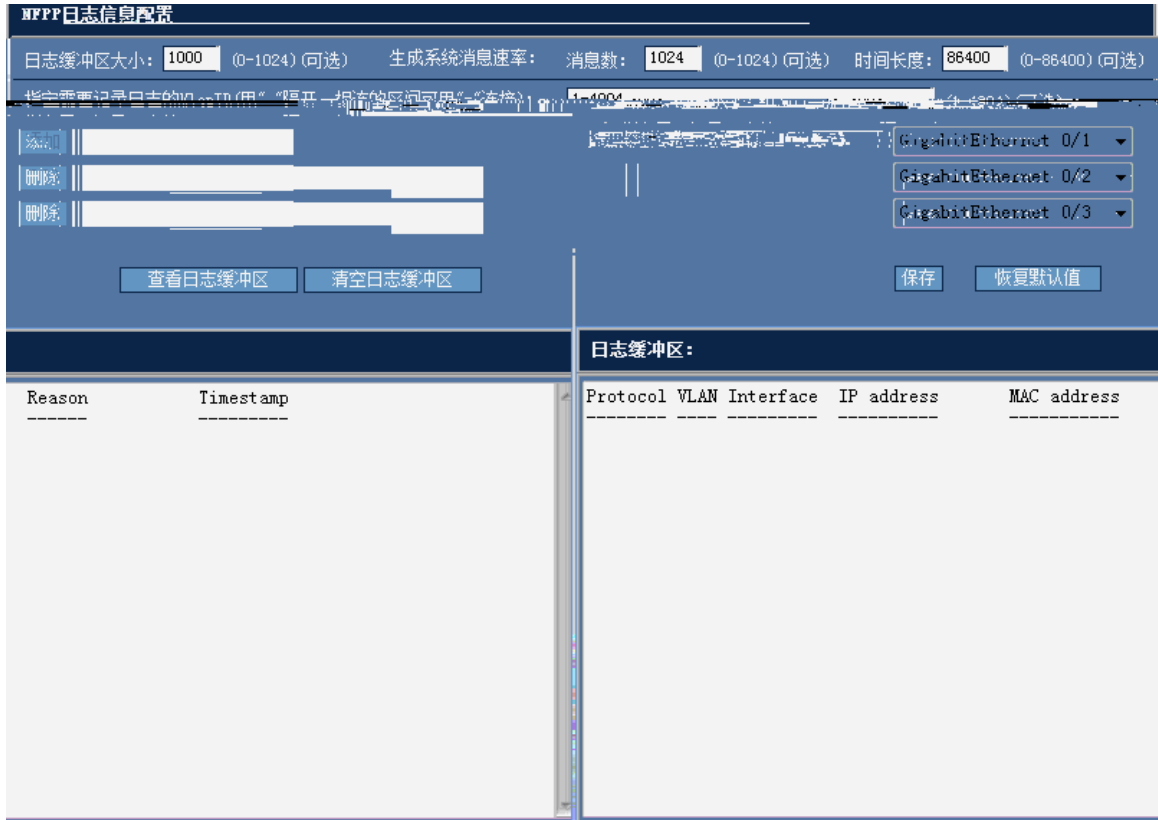 NFPP日志信息配置
日志缓冲区大小: 1000 (0-1024)(可选) 生成系统消息速率: 消息数: 1024 (0-1024)(可选) 时间长度: 86400 (0-86400)(可选)
添加 GigabitEthernet 0/1
删除 GigabitEthernet 0/2
删除 GigabitEthernet 0/3
查看日志缓冲区 清空日志缓冲区 保存 恢复默认值
日志缓冲区:
Reason Timestamp Protocol VLAN Interface IP address MAC address
------ --------- -------- ---- --------- ---------- -----------